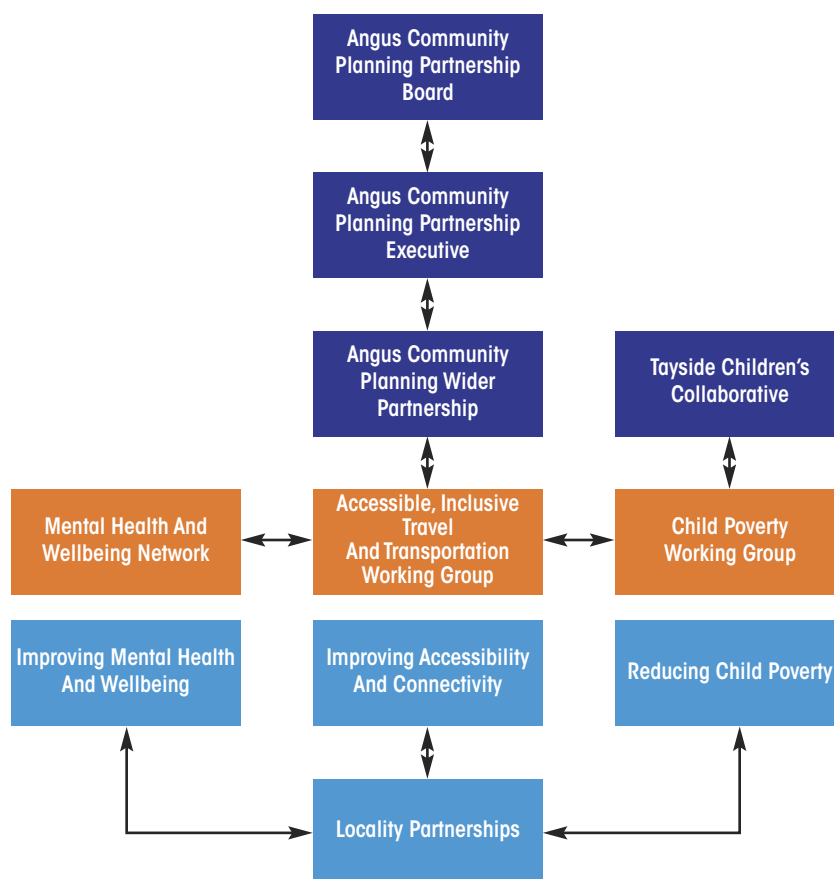 Angus Community
Planning Partnership
Board
Angus Community
Planning Partnership
Executive
Angus Community
Planning Wider
Partnership
Tayside Children's
Collaborative
Mental Health And
Wellbeing Network
Accessible, Inclusive
Travel
And Transportation
Working Group
Child Poverty
Working Group
Improving Mental Health
And Wellbeing
Improving Accessibility
And Connectivity
Reducing Child Poverty
Locality Partnerships